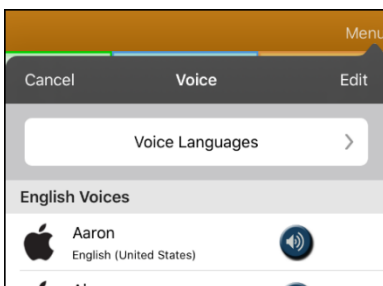 Menu
Cancel Voice Edit
Voice Languages
English Voices
Aaron
English (United States)